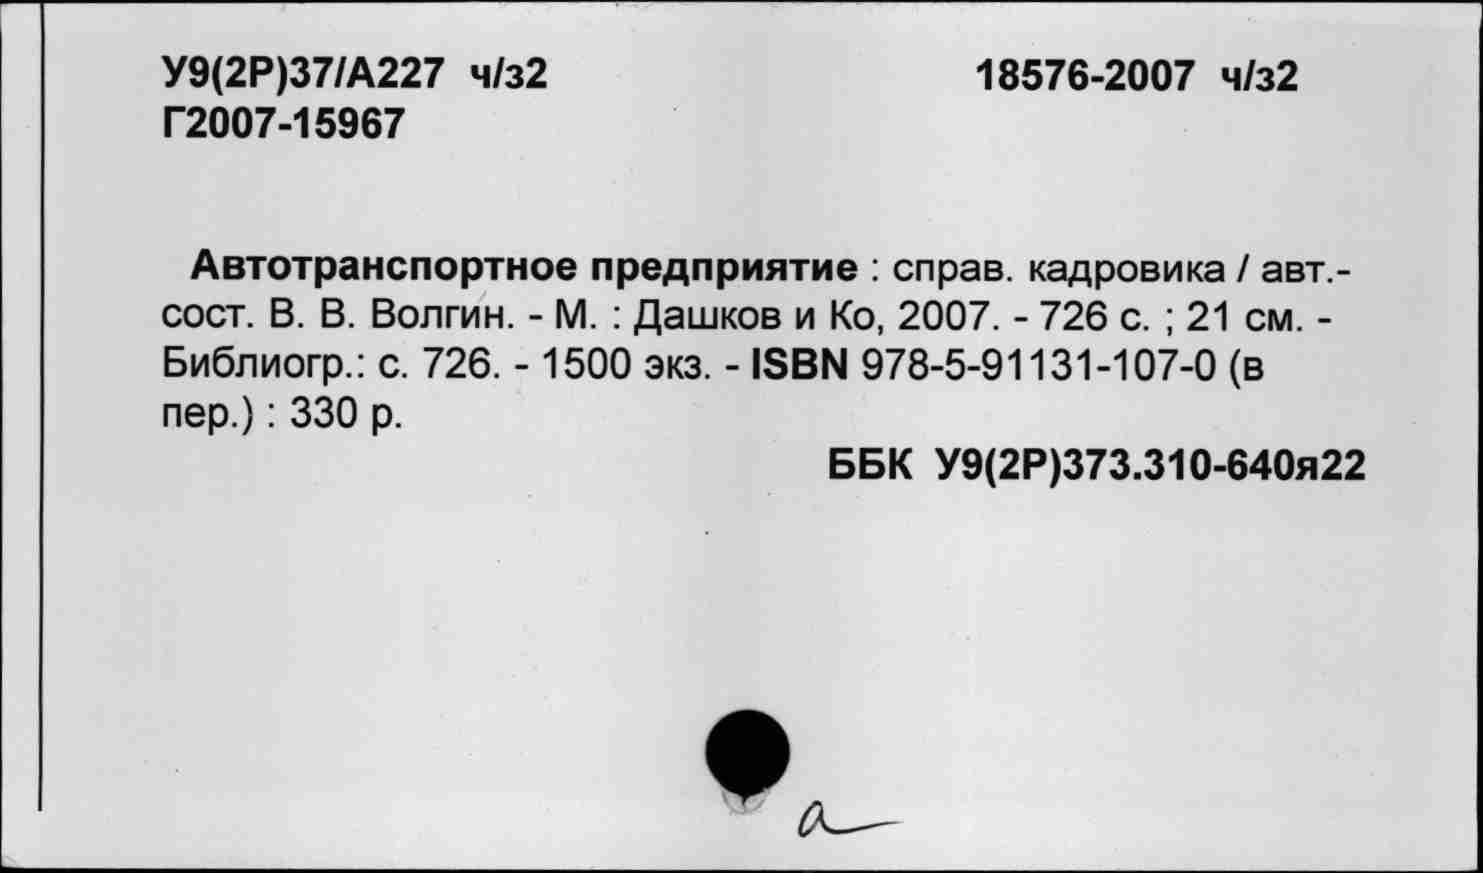 У9(2Р)37/А227 ч/з2 18576-2007 ч/з2
Г2007-15967
Автотранспортное предприятие : справ. кадровика / авт.-
сост. В. В. Волгин. - М. : Дашков и Ко, 2007. - 726 с. ; 21 см. -
Библиогр.: с. 726. - 1500 экз. - ISBN 978-5-91131-107-0 (в
пер.) : 330 р.
ББК У9(2Р)373.310-640я22
а